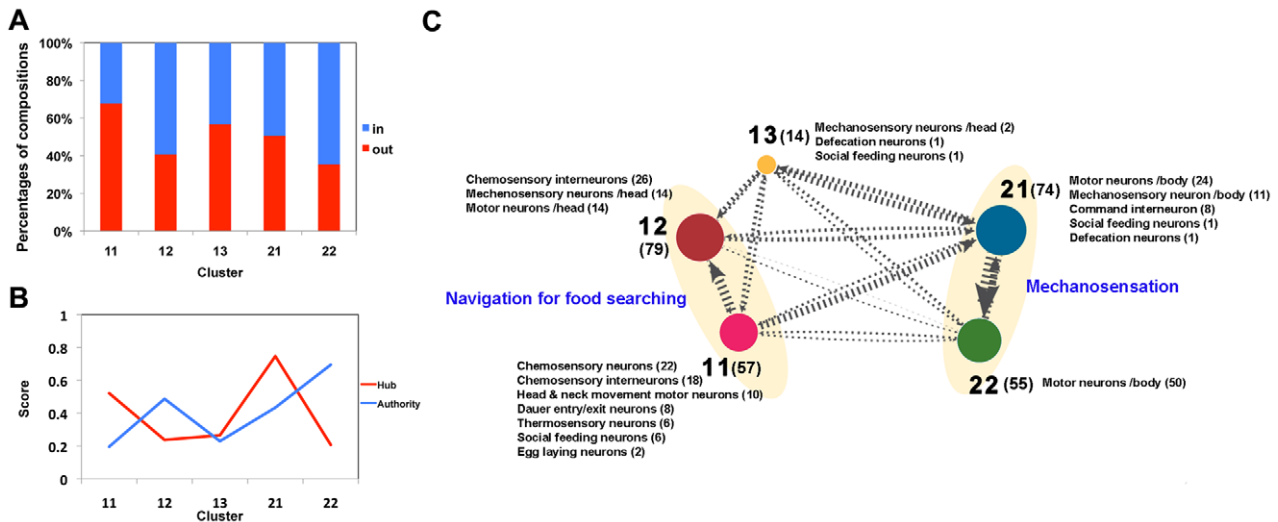 A
100%
80%
60%
40%
20%
0%
Percentages of compositions
11 12 13 21 22
Cluster
in
out
B
1
0.8
0.6
0.4
0.2
0
Score
11 12 13 21 22
Cluster
Hub
Authority
C
13 (14)
Mechanosensory neurons /head (2)
Defecation neurons (1)
Social feeding neurons (1)
Chemosensory interneurons (26)
Mechenosensory neurons /head (14)
Motor neurons /head (14)
12
(79)
21 (74)
Motor neurons /body (24)
Mechanosensory neuron /body (11)
Command interneuron (8)
Social feeding neurons (1)
Defecation neurons (1)
Navigation for food searching
Mechanosensation
11 (57)
Chemosensory neurons (22)
Chemosensory interneurons (18)
Head & neck movement motor neurons (10)
Dauer entry/exit neurons (8)
Thermosensory neurons (6)
Social feeding neurons (6)
Egg laying neurons (2)
22 (55)
Motor neurons /body (50)